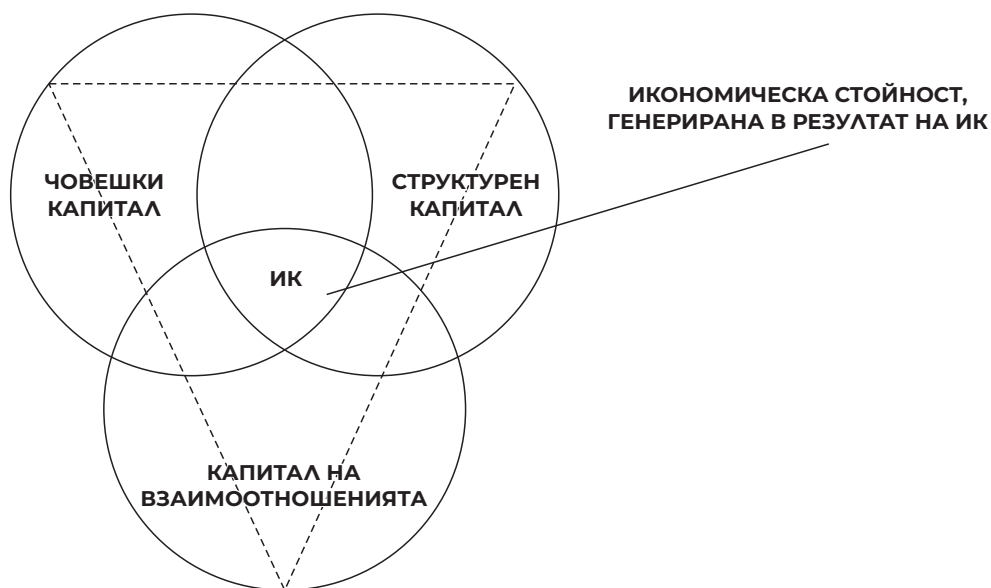 ИКОНОМИЧЕСКА СТОЙНОСТ,
ГЕНЕРИРАНА В РЕЗУЛТАТ НА ИК
ЧОВЕШКИ
КАПИТАЛ
СТРУКТУРЕН
КАПИТАЛ
ИК
КАПИТАЛ НА
ВЗАИМООТНОШЕНИЯТА